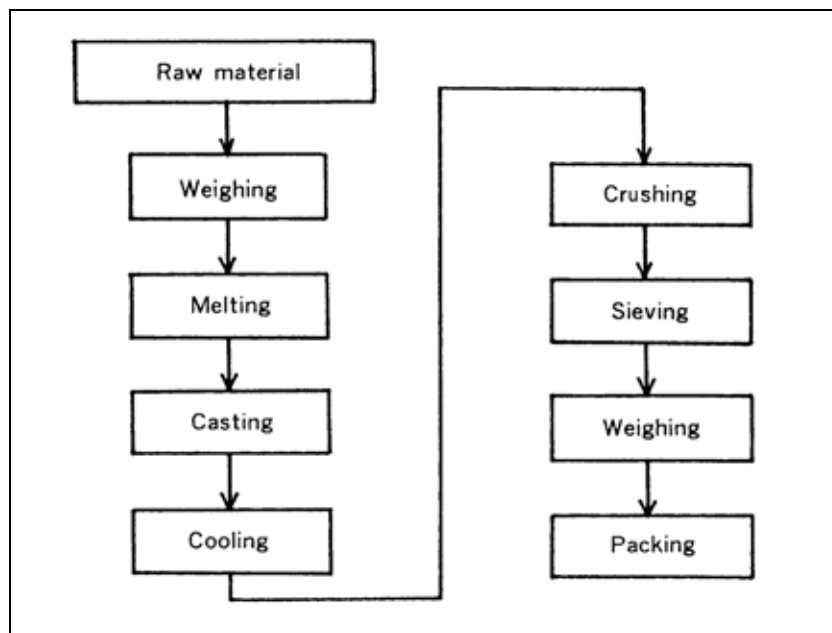 Raw material
Weighing
Melting
Casting
Cooling
Crushing
Sieving
Weighing
Packing